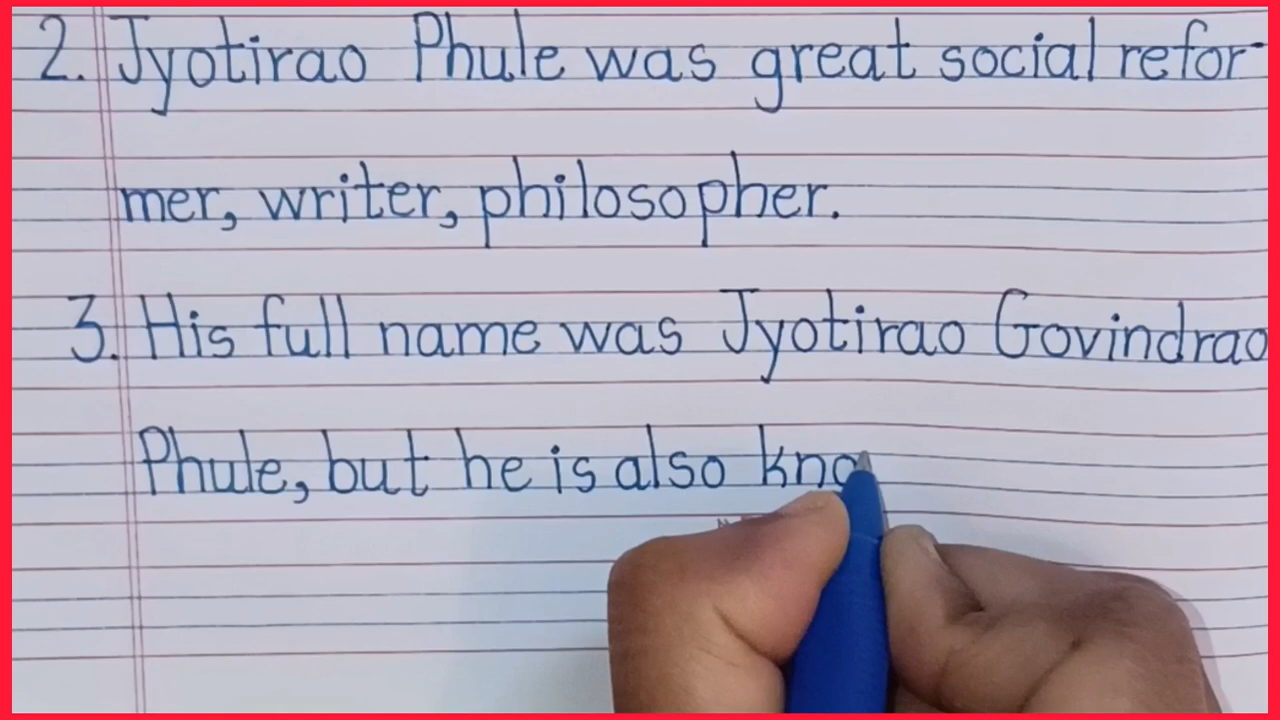 2. Jyotirao Phule was great social refor-
mer, writer, philosopher.
3. His full name was Jyotirao Govindrao
Phule, but he is also kno